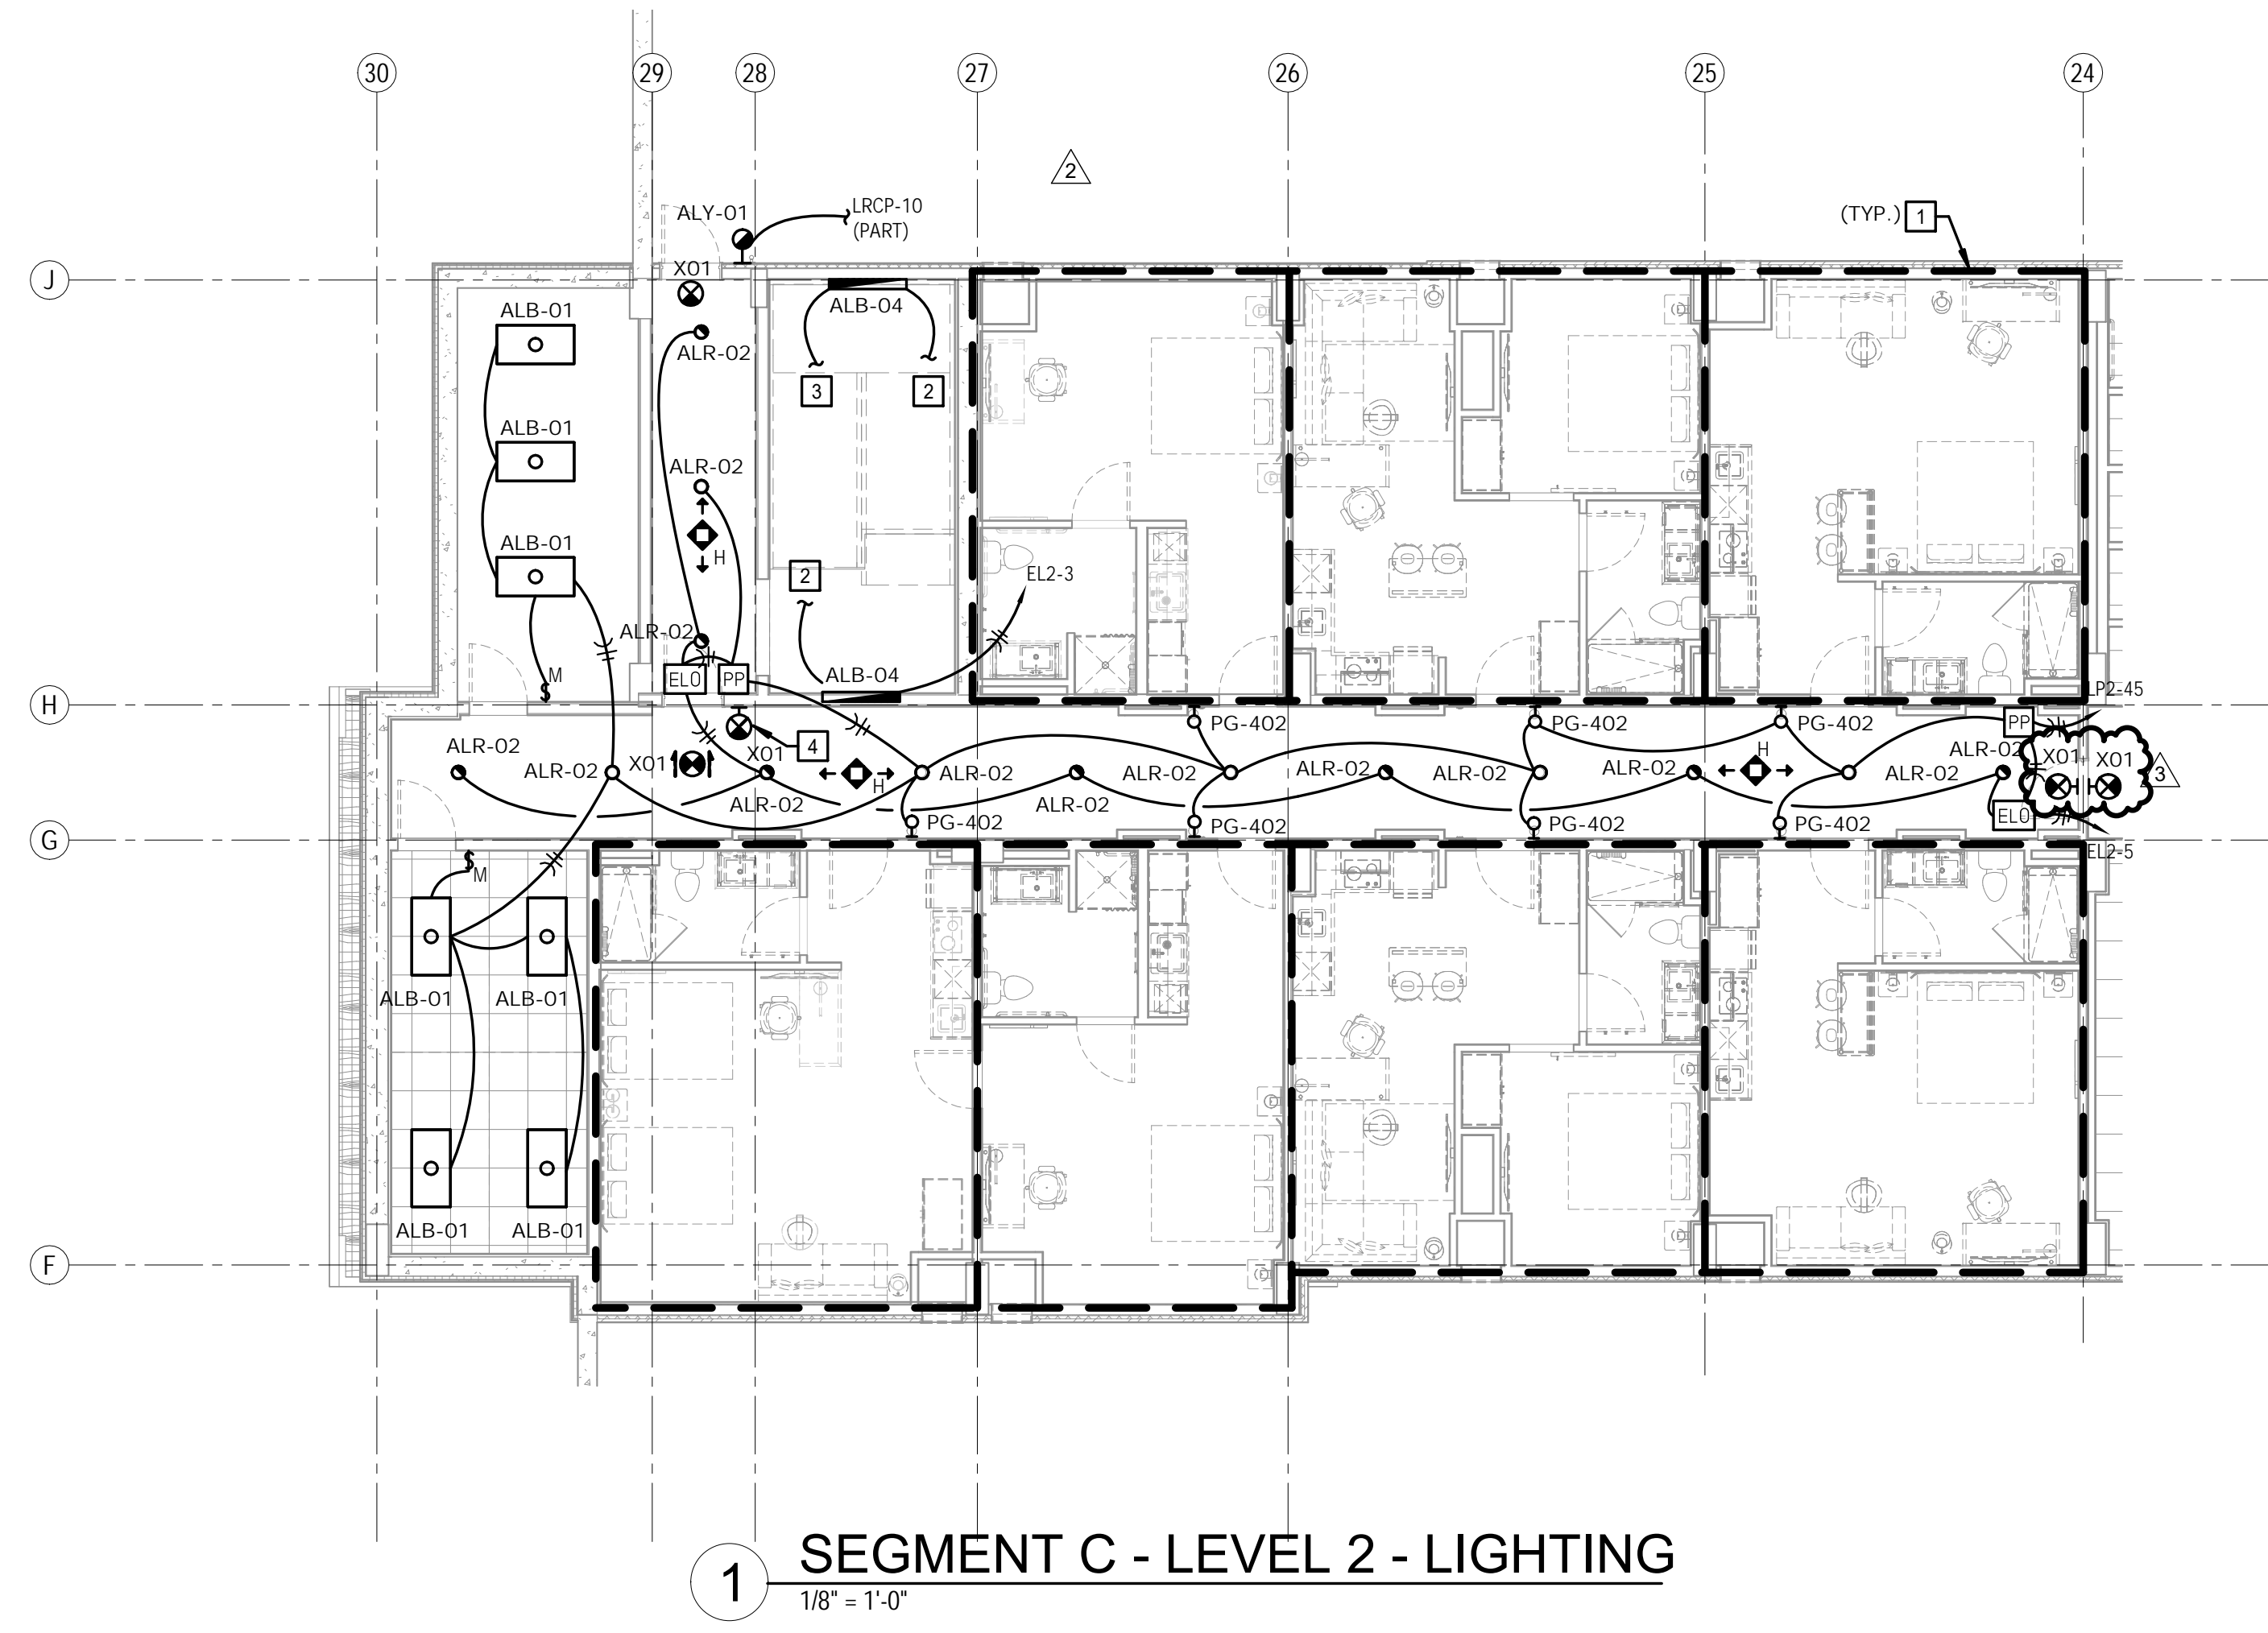 30
29
28
27
26
25
24
2
ALY-01
LRCP-10
(PART)
(TYP.) 1
J
X01
ALB-01
ALB-04
ALR-02
3
2
ALB-01
ALR-02
H
ALB-01
2
EL2-3
ALR-02
M
EL0
PP
ALB-04
H
LP2-45
PG-402
PG-402
PG-402
PP
4
ALR-02
ALR-02
X01
X01
H
ALR-02
ALR-02
ALR-02
ALR-02
ALR-02
H
ALR-02
ALR-02
X01
X01
3
ALR-02
ALR-02
PG-402
PG-402
PG-402
PG-402
EL0
G
EL2-5
M
ALB-01
ALB-01
ALB-01
ALB-01
F
1
SEGMENT C - LEVEL 2 - LIGHTING
1/8" = 1'-0"